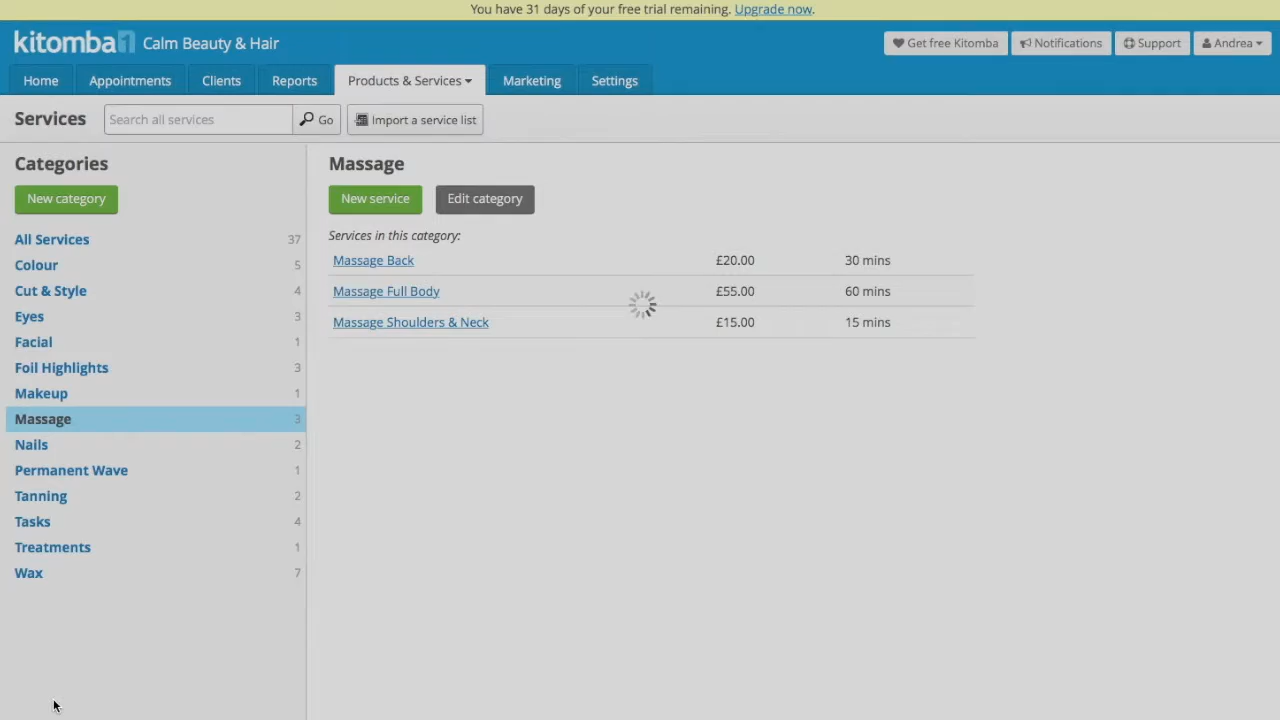 You have 31 days of your free trial remaining. Upgrade now.
kitomba1 Calm Beauty & Hair
Get free Kitomba
Notifications
Support
Andrea
Home
Appointments
Clients
Reports
Products & Services
Marketing
Settings
Services
Search all services
Go
Import a service list
Categories
New category
All Services 37
Colour 5
Cut & Style 4
Eyes 3
Facial 1
Foil Highlights 3
Makeup 1
Massage 3
Nails 2
Permanent Wave 1
Tanning 2
Tasks 4
Treatments 1
Wax 7
Massage
New service
Edit category
Services in this category:
Massage Back £20.00 30 mins
Massage Full Body £55.00 60 mins
Massage Shoulders & Neck £15.00 15 mins